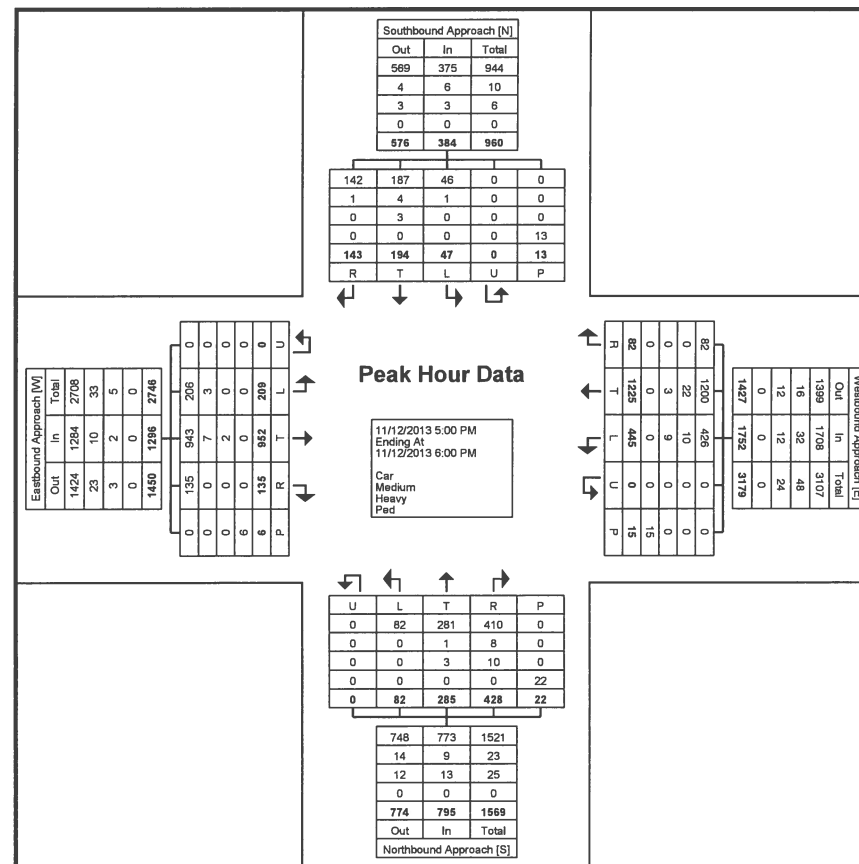 Southbound Approach [N]
Out In Total
569 375 944
4 6 10
3 3 6
0 0 0
576 384 960
142 187 46 0 0
1 4 1 0 0
0 3 0 0 0
0 0 0 0 13
143 194 47 0 13
R T L U P
Eastbound Approach [W]
Out In Total
1424 1284 2708
23 10 33
3 2 5
0 0 0
1450 1296 2746
0 206 943 135 0
0 3 7 0 0
0 0 2 0 0
0 0 0 0 6
0 209 952 135 6
U L T R P
Peak Hour Data
11/12/2013 5:00 PM
Ending At
11/12/2013 6:00 PM
Car
Medium
Heavy
Ped
Westbound Approach [E]
Out In Total
1399 1708 3107
16 32 48
12 12 24
0 0 0
1427 1752 3179
82 1200 426 0 0
0 22 10 0 0
0 3 9 0 0
0 0 0 0 15
82 1225 445 0 15
R T L U P
U L T R P
0 82 281 410 0
0 0 1 8 0
0 0 3 10 0
0 0 0 0 22
0 82 285 428 22
748 773 1521
14 9 23
12 13 25
0 0 0
774 795 1569
Out In Total
Northbound Approach [S]